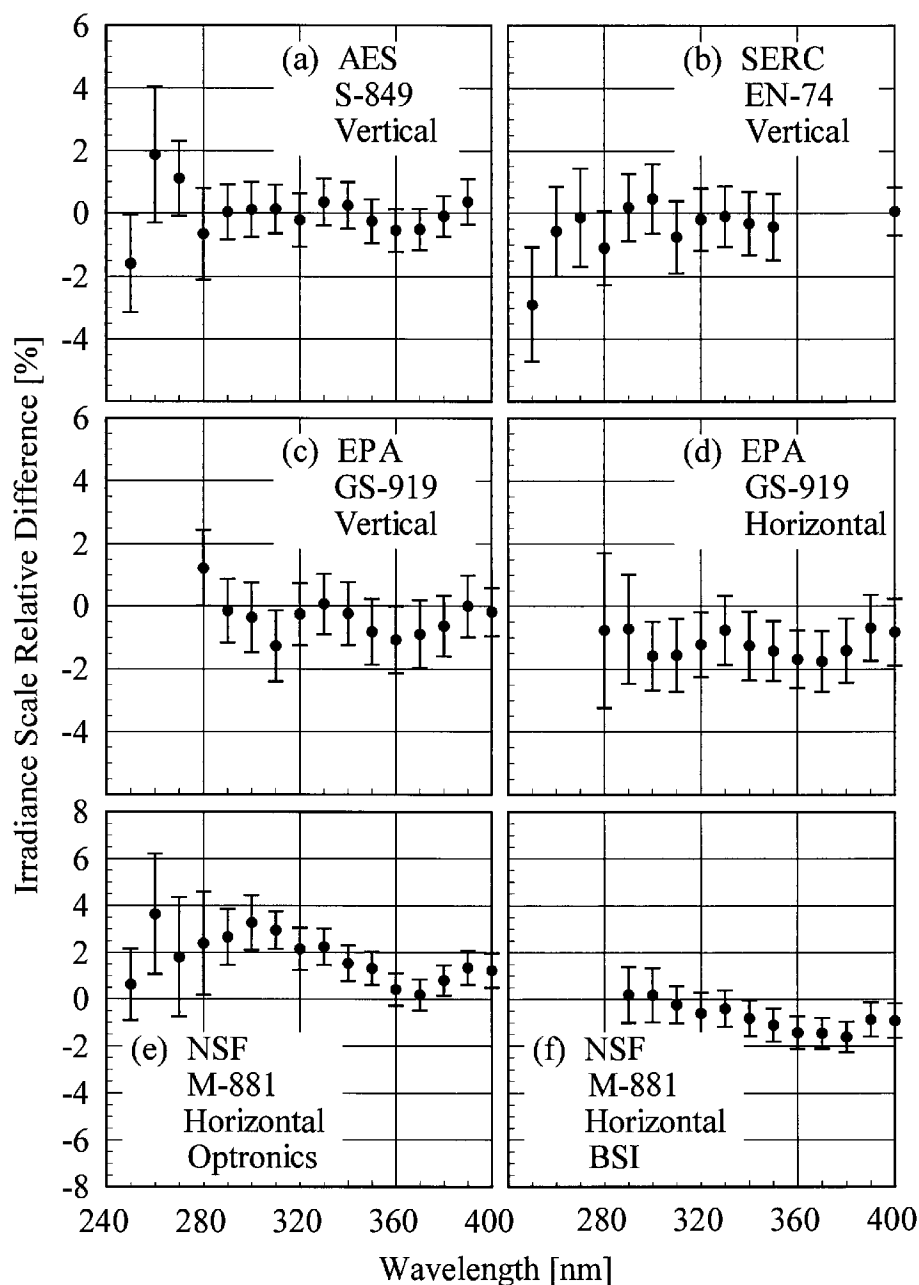 6
4
2
0
-2
-4
(a) AES
S-849
Vertical
(b) SERC
EN-74
Vertical
6
4
2
0
-2
-4
(c) EPA
GS-919
Vertical
(d) EPA
GS-919
Horizontal
8
6
4
2
0
-2
-4
-6
-8
(e) NSF
M-881
Horizontal
Optronics
(f) NSF
M-881
Horizontal
BSI
240 280 320 360 400
280 320 360 400
Irradiance Scale Relative Difference [%]
Wavelength [nm]